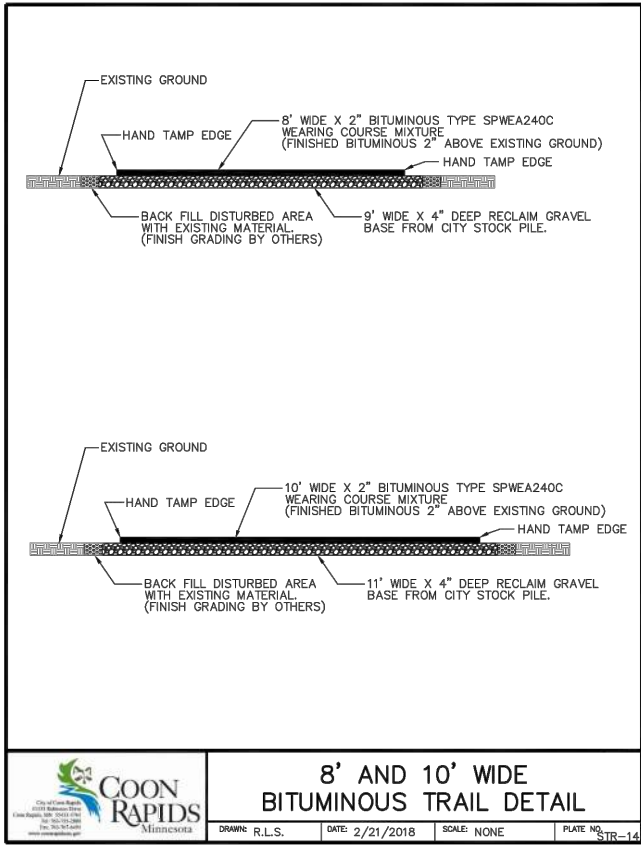 EXISTING GROUND
8' WIDE X 2" BITUMINOUS TYPE SPWEA240C
WEARING COURSE MIXTURE
(FINISHED BITUMINOUS 2" ABOVE EXISTING GROUND)
HAND TAMP EDGE
HAND TAMP EDGE
BACK FILL DISTURBED AREA
WITH EXISTING MATERIAL.
(FINISH GRADING BY OTHERS)
9' WIDE X 4" DEEP RECLAIM GRAVEL
BASE FROM CITY STOCK PILE.
EXISTING GROUND
10' WIDE X 2" BITUMINOUS TYPE SPWEA240C
WEARING COURSE MIXTURE
(FINISHED BITUMINOUS 2" ABOVE EXISTING GROUND)
HAND TAMP EDGE
HAND TAMP EDGE
BACK FILL DISTURBED AREA
WITH EXISTING MATERIAL.
(FINISH GRADING BY OTHERS)
11' WIDE X 4" DEEP RECLAIM GRAVEL
BASE FROM CITY STOCK PILE.
COON
RAPIDS
Minnesota
City of Coon Rapids
8' AND 10' WIDE
BITUMINOUS TRAIL DETAIL
DRAWN: R.L.S.
DATE: 2/21/2018
SCALE: NONE
PLATE NO.
STR-14